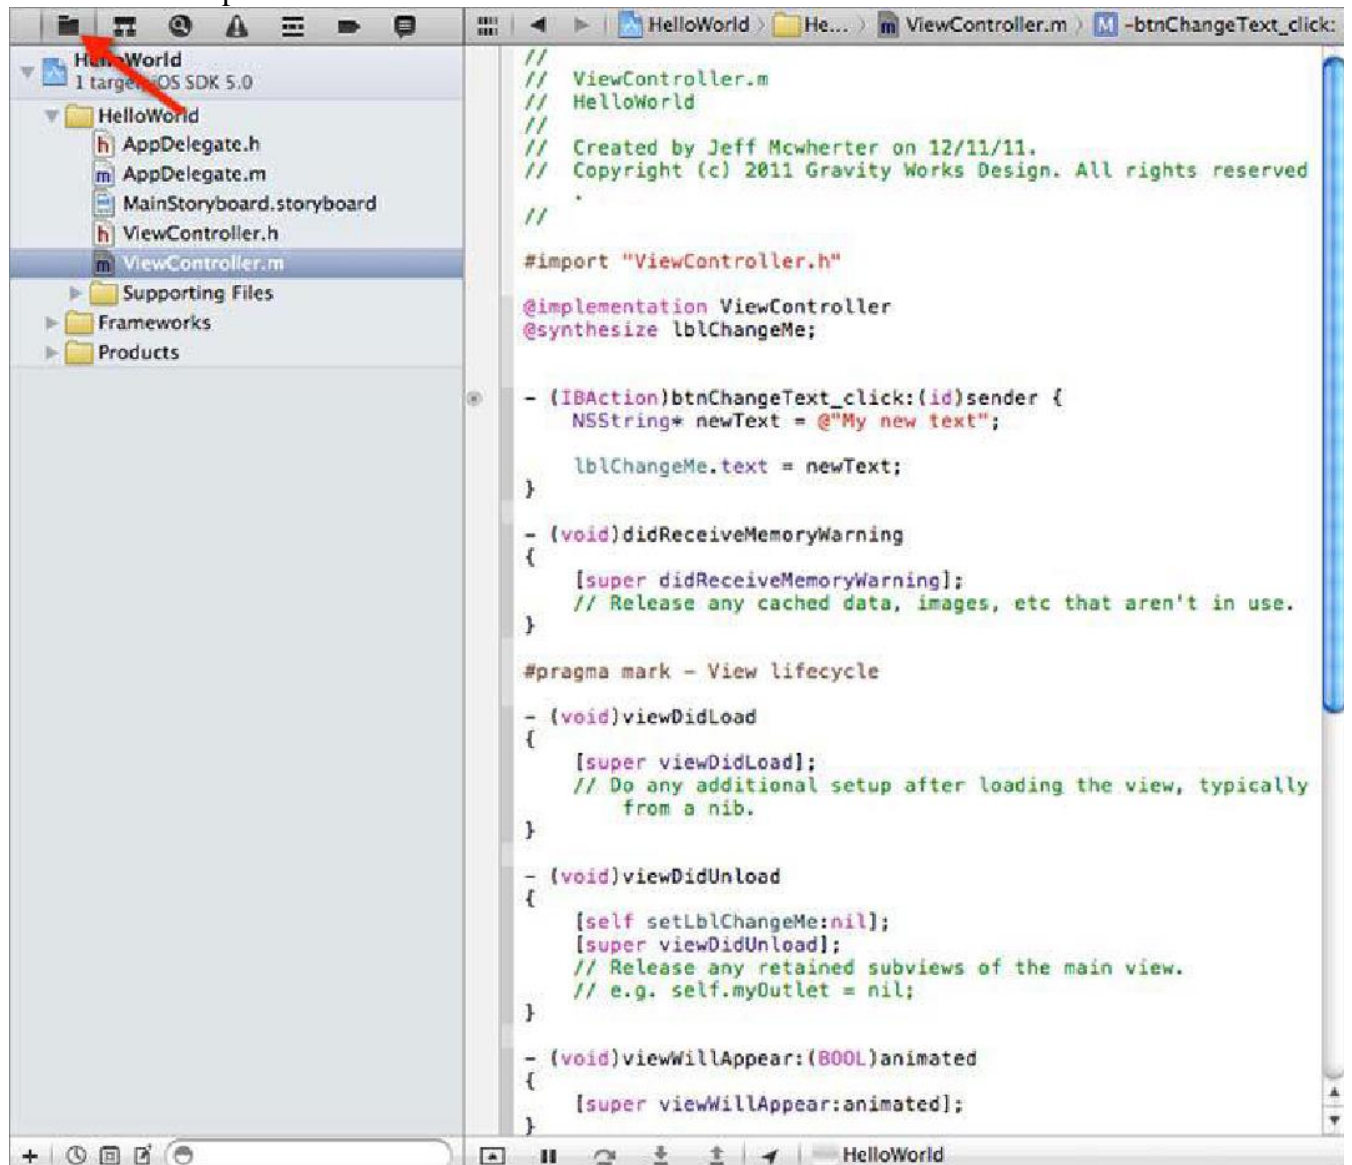 HelloWorld > He... > ViewController.m > M -btnChangeText_click:
HelloWorld
1 target, iOS SDK 5.0
HelloWorld
h AppDelegate.h
m AppDelegate.m
MainStoryboard.storyboard
h ViewController.h
m ViewController.m
Supporting Files
Frameworks
Products
//
//  ViewController.m
//  HelloWorld
//
//  Created by Jeff Mcwherter on 12/11/11.
//  Copyright (c) 2011 Gravity Works Design. All rights reserved
.
//
#import "ViewController.h"
@implementation ViewController
@synthesize lblChangeMe;
- (IBAction)btnChangeText_click:(id)sender {
NSString* newText = @"My new text";
lblChangeMe.text = newText;
}
- (void)didReceiveMemoryWarning
{
[super didReceiveMemoryWarning];
// Release any cached data, images, etc that aren't in use.
}
#pragma mark - View lifecycle
- (void)viewDidLoad
{
[super viewDidLoad];
// Do any additional setup after loading the view, typically
from a nib.
}
- (void)viewDidUnload
{
[self setLblChangeMe:nil];
[super viewDidUnload];
// Release any retained subviews of the main view.
// e.g. self.myOutlet = nil;
}
- (void)viewWillAppear:(BOOL)animated
{
[super viewWillAppear:animated];
}
HelloWorld